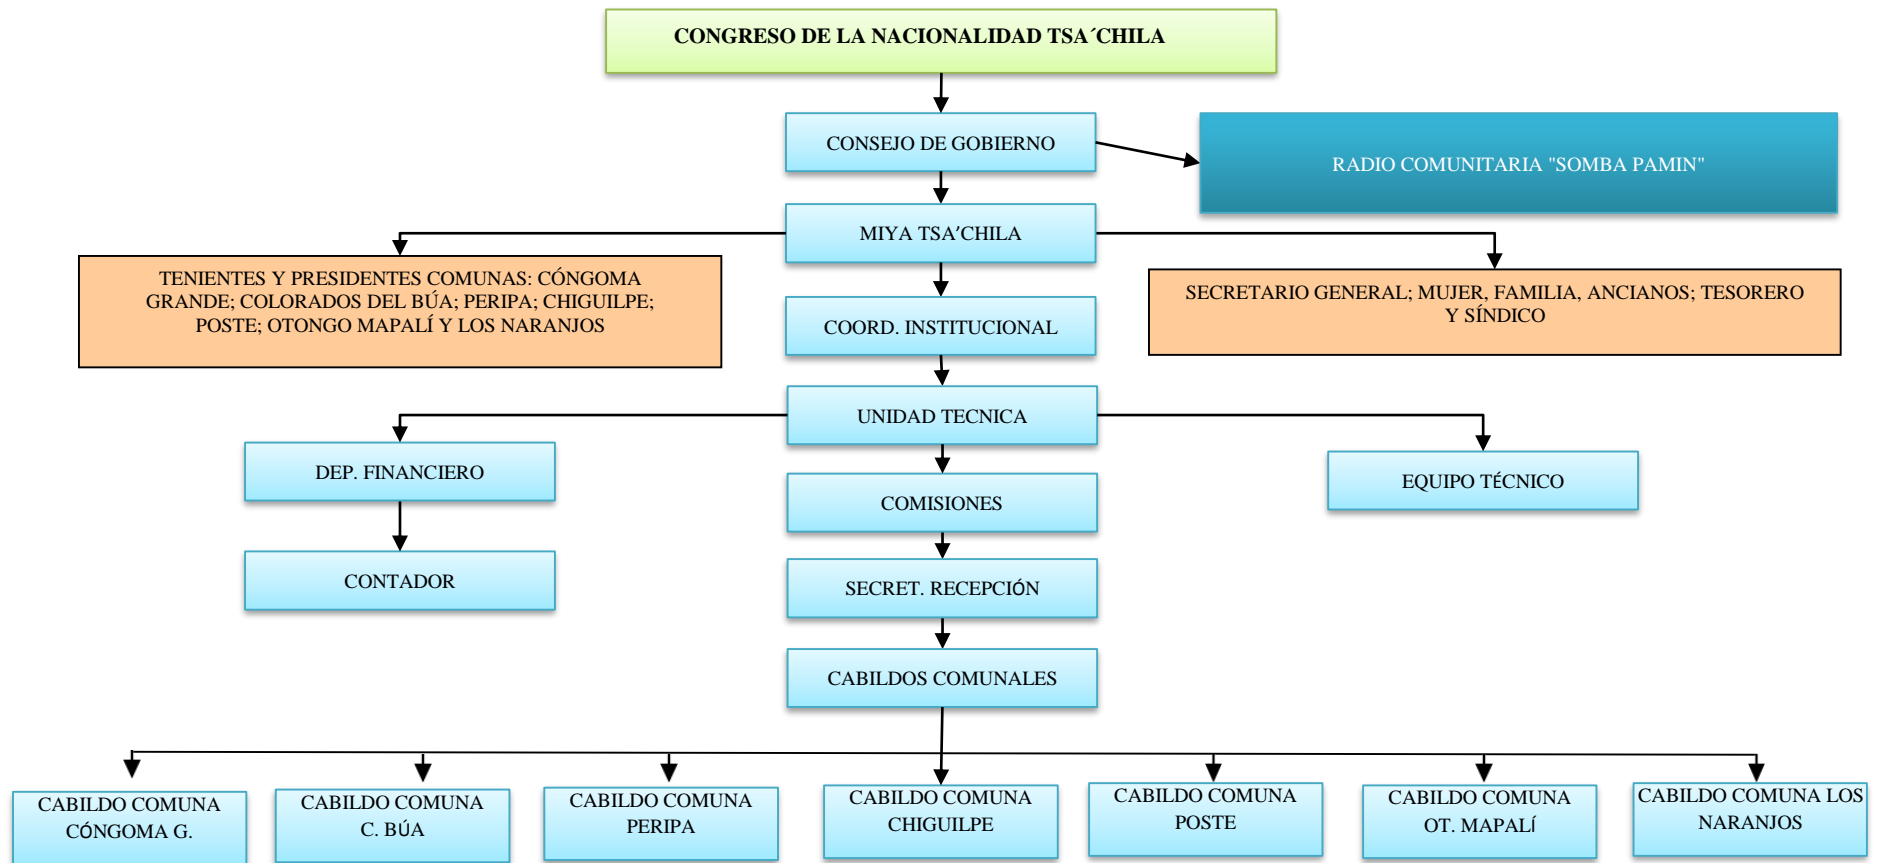 CONGRESO DE LA NACIONALIDAD TSA´CHILA
CONSEJO DE GOBIERNO
RADIO COMUNITARIA "SOMBA PAMIN"
MIYA TSA’CHILA
TENIENTES Y PRESIDENTES COMUNAS: CÓNGOMA
GRANDE; COLORADOS DEL BÚA; PERIPA; CHIGUILPE;
POSTE; OTONGO MAPALÍ Y LOS NARANJOS
SECRETARIO GENERAL; MUJER, FAMILIA, ANCIANOS; TESORERO
Y SÍNDICO
COORD. INSTITUCIONAL
UNIDAD TECNICA
DEP. FINANCIERO
EQUIPO TÉCNICO
COMISIONES
CONTADOR
SECRET. RECEPCIÓN
CABILDOS COMUNALES
CABILDO COMUNA
CÓNGOMA G.
CABILDO COMUNA
C. BÚA
CABILDO COMUNA
PERIPA
CABILDO COMUNA
CHIGUILPE
CABILDO COMUNA
POSTE
CABILDO COMUNA
OT. MAPALÍ
CABILDO COMUNA LOS
NARANJOS